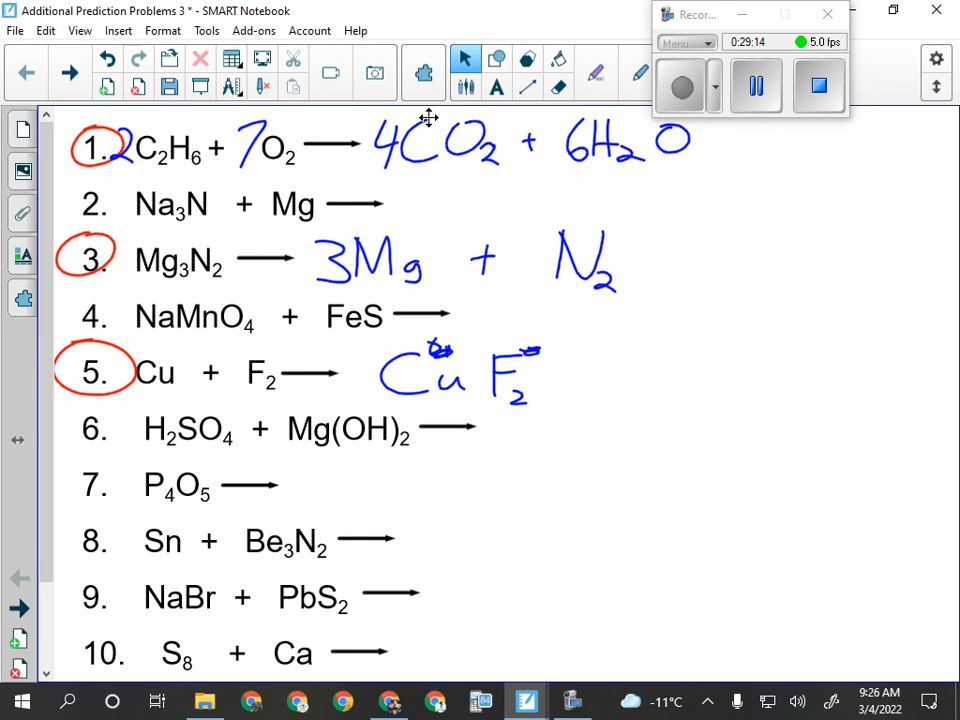 Additional Prediction Problems 3 * - SMART Notebook
Recor...
File Edit View Insert Format Tools Add-ons Account Help
Menu 0:29:14 5.0 fps
1. 2C₂H₆ + 7O₂ → 4CO₂ + 6H₂O
2. Na₃N + Mg →
3. Mg₃N₂ → 3Mg + N₂
4. NaMnO₄ + FeS →
5. Cu + F₂ → CuF₂
6. H₂SO₄ + Mg(OH)₂ →
7. P₄O₅ →
8. Sn + Be₃N₂ →
9. NaBr + PbS₂ →
10. S₈ + Ca →
-11°C
9:26 AM
3/4/2022